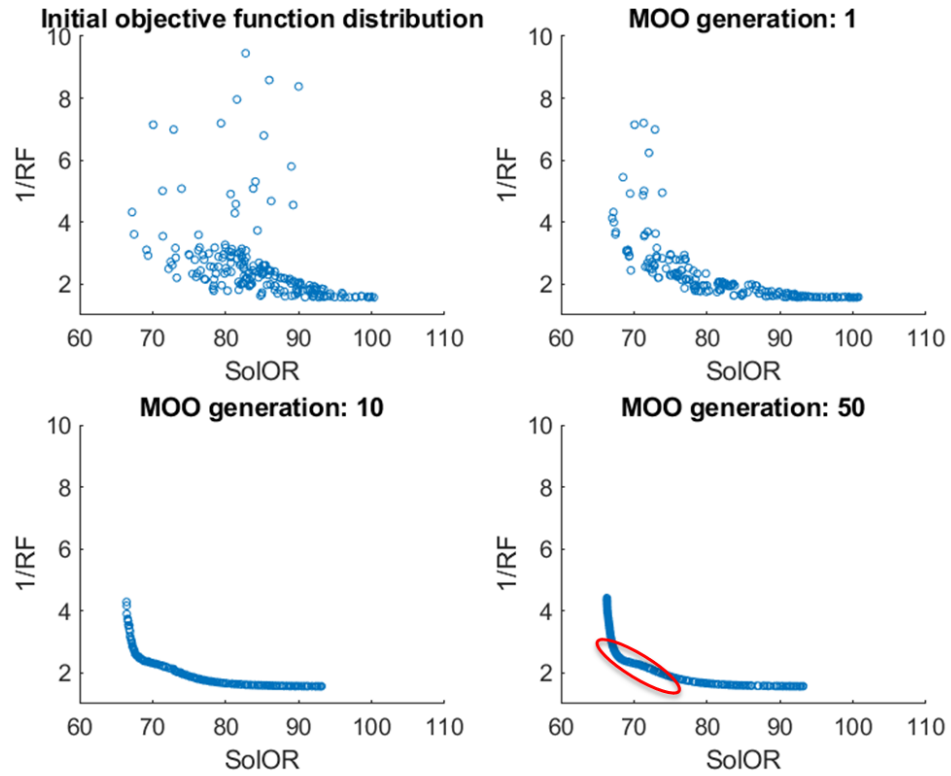 Initial objective function distribution
10
8
6
4
2
1/RF
60 70 80 90 100 110
SolOR
MOO generation: 1
10
8
6
4
2
1/RF
60 70 80 90 100 110
SolOR
MOO generation: 10
10
8
6
4
2
1/RF
60 70 80 90 100 110
SolOR
MOO generation: 50
10
8
6
4
2
1/RF
60 70 80 90 100 110
SolOR